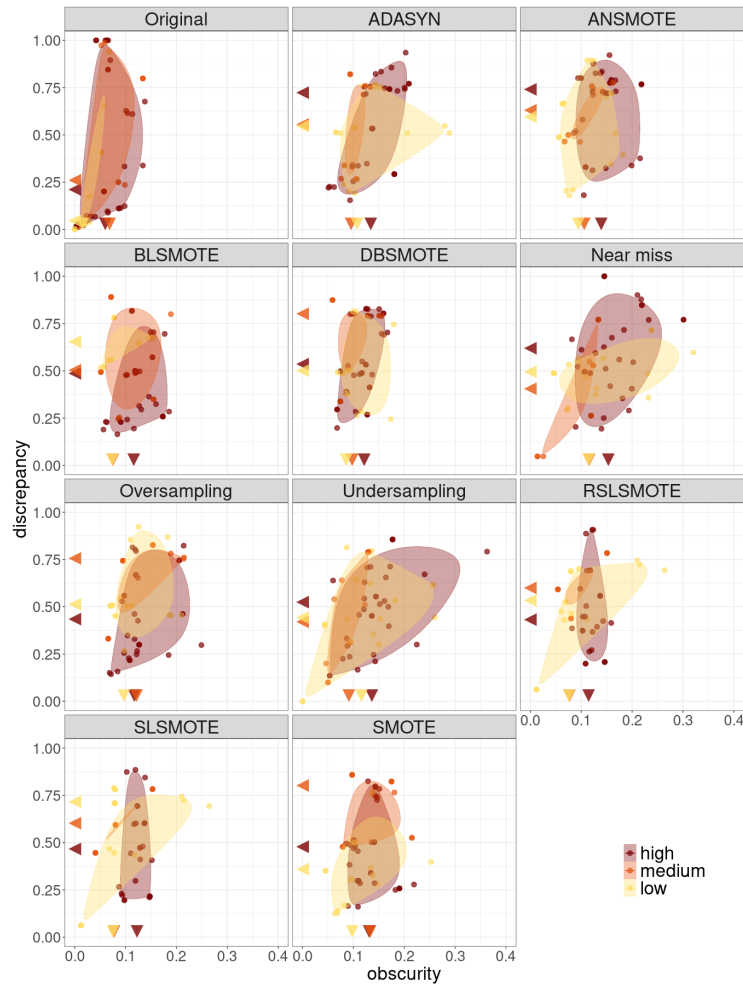 Original ADASYN ANSMOTE
1.00
0.75
0.50
0.25
0.00
BLSMOTE DBSMOTE Near miss
1.00
0.75
0.50
0.25
0.00
discrepancy
Oversampling Undersampling RSLSMOTE
1.00
0.75
0.50
0.25
0.00
0.0 0.1 0.2 0.3 0.4
SLSMOTE SMOTE
1.00
0.75
0.50
0.25
0.00
high
medium
low
0.0 0.1 0.2 0.3 0.4 0.0 0.1 0.2 0.3 0.4
obscurity